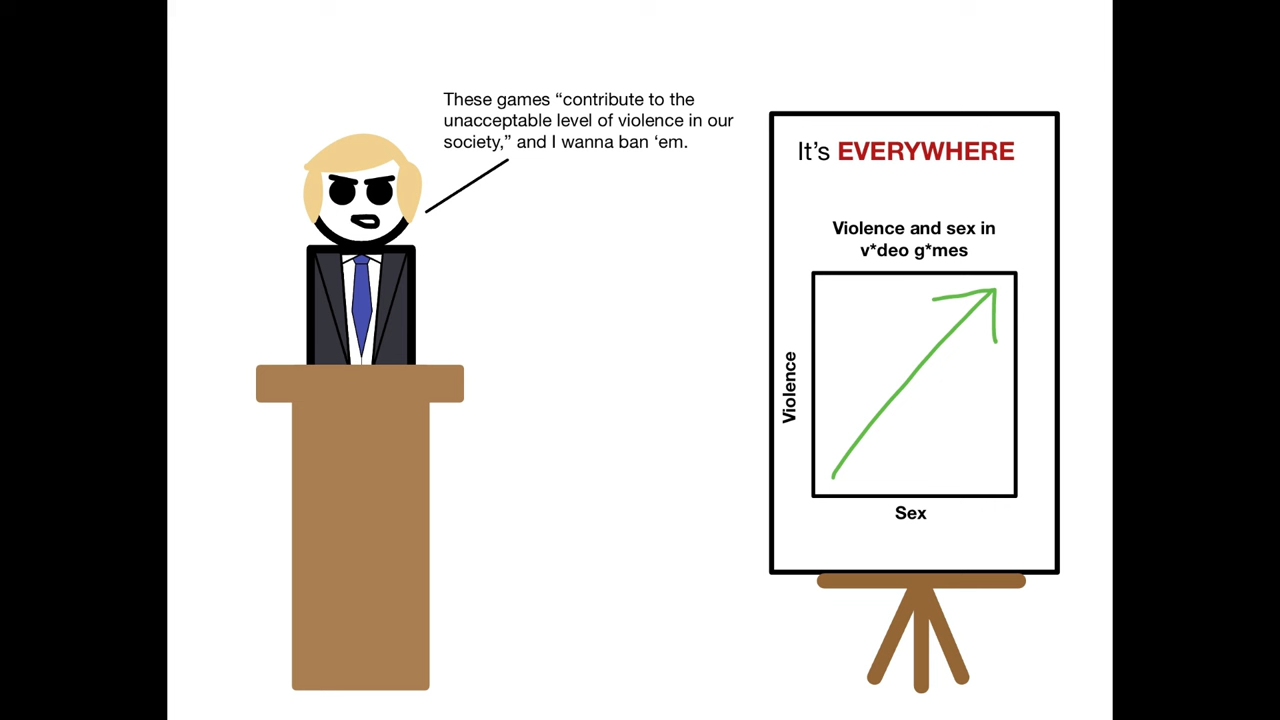 These games “contribute to the
unacceptable level of violence in our
society,” and I wanna ban ‘em.
It’s EVERYWHERE
Violence and sex in
v*deo g*mes
Violence
Sex